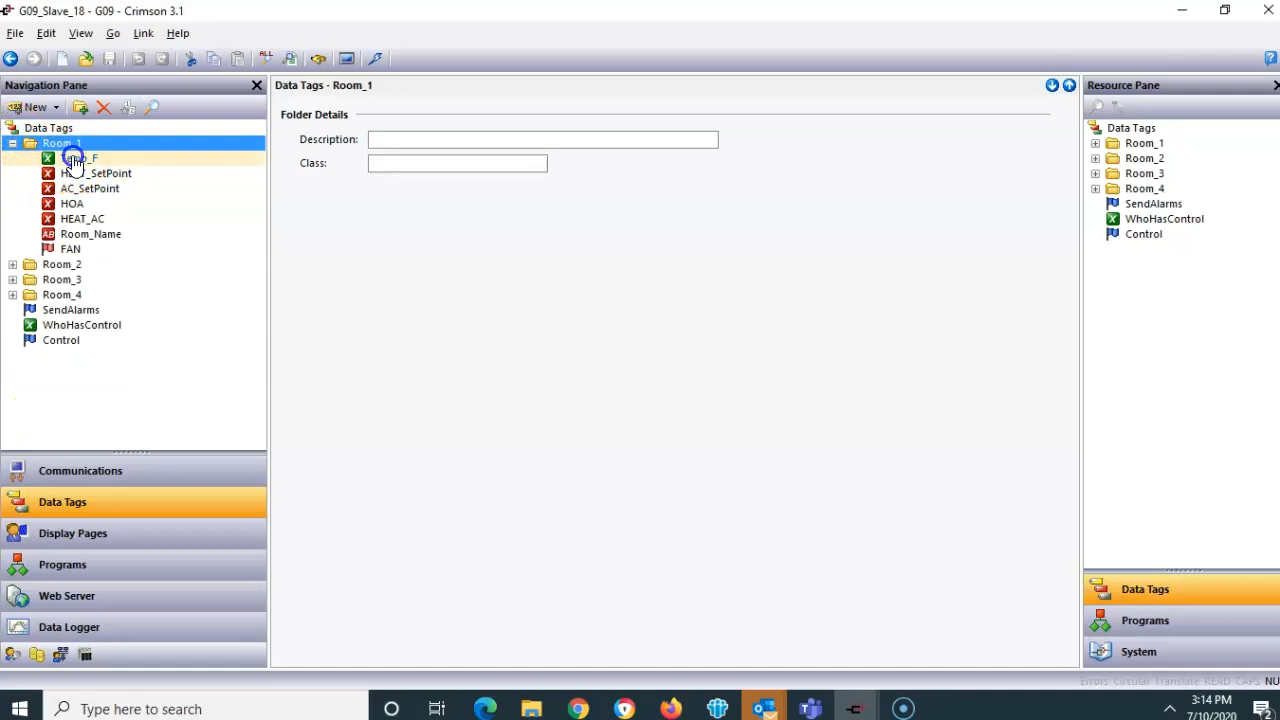 G09_Slave_18 - G09 - Crimson 3.1
File Edit View Go Link Help
Navigation Pane
New
Data Tags
Room_1
SetPoint
AC_SetPoint
HOA
HEAT_AC
Room_Name
FAN
Room_2
Room_3
Room_4
SendAlarms
WhoHasControl
Control
Communications
Data Tags
Display Pages
Programs
Web Server
Data Logger
Data Tags - Room_1
Folder Details
Description:
Class:
Resource Pane
Data Tags
Room_1
Room_2
Room_3
Room_4
SendAlarms
WhoHasControl
Control
Data Tags
Programs
System
Errors Circular Translate READ CAPS NU
Type here to search
3:14 PM
7/10/2020